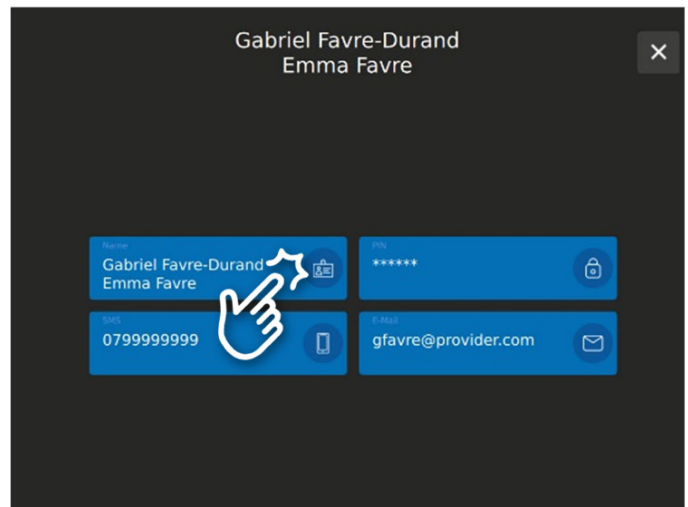 Gabriel Favre-Durand
Emma Favre
Name
Gabriel Favre-Durand
Emma Favre
PIN
******
SMS
0799999999
E-Mail
gfavre@provider.com